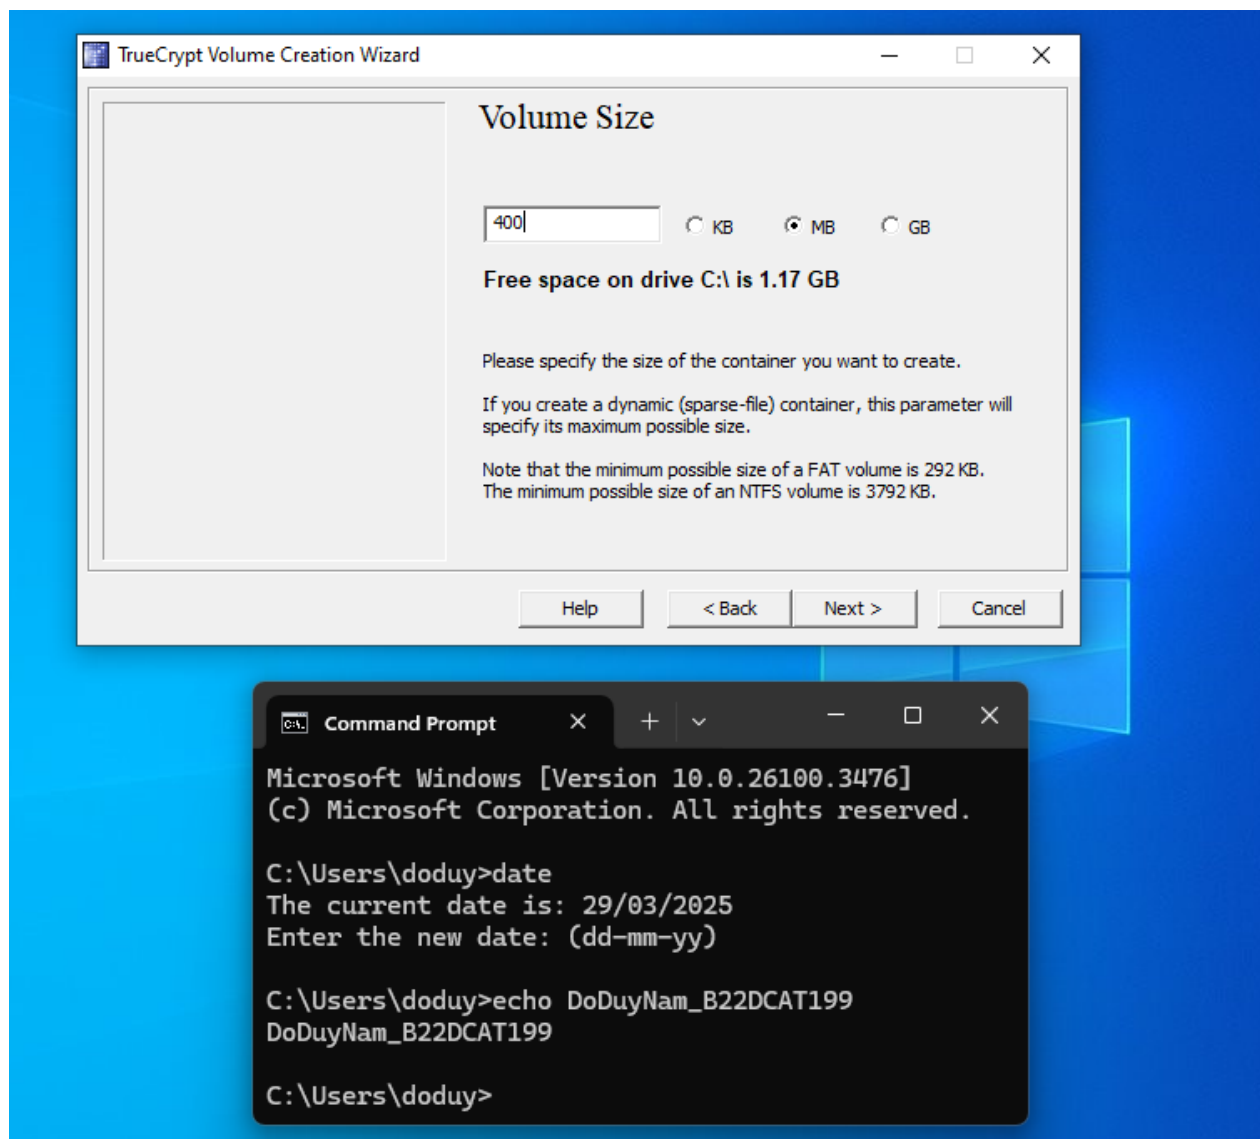 TrueCrypt Volume Creation Wizard
Volume Size
400
KB MB GB
Free space on drive C:\ is 1.17 GB
Please specify the size of the container you want to create.
If you create a dynamic (sparse-file) container, this parameter will
specify its maximum possible size.
Note that the minimum possible size of a FAT volume is 292 KB.
The minimum possible size of an NTFS volume is 3792 KB.
Help < Back Next > Cancel
Command Prompt
Microsoft Windows [Version 10.0.26100.3476]
(c) Microsoft Corporation. All rights reserved.
C:\Users\doduy>date
The current date is: 29/03/2025
Enter the new date: (dd-mm-yy)
C:\Users\doduy>echo DoDuyNam_B22DCAT199
DoDuyNam_B22DCAT199
C:\Users\doduy>